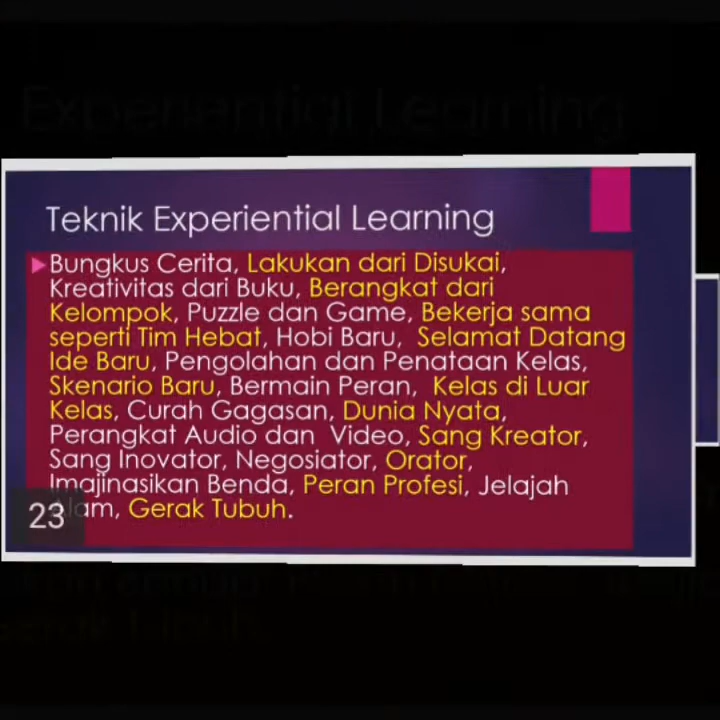 Teknik Experiential Learning
Bungkus Cerita, Lakukan dari Disukai,
Kreativitas dari Buku, Berangkat dari
Kelompok, Puzzle dan Game, Bekerja sama
seperti Tim Hebat, Hobi Baru, Selamat Datang
Ide Baru, Pengolahan dan Penataan Kelas,
Skenario Baru, Bermain Peran, Kelas di Luar
Kelas, Curah Gagasan, Dunia Nyata,
Perangkat Audio dan Video, Sang Kreator,
Sang Inovator, Negosiator, Orator,
Imajinasikan Benda, Peran Profesi, Jelajah
Alam, Gerak Tubuh.
23